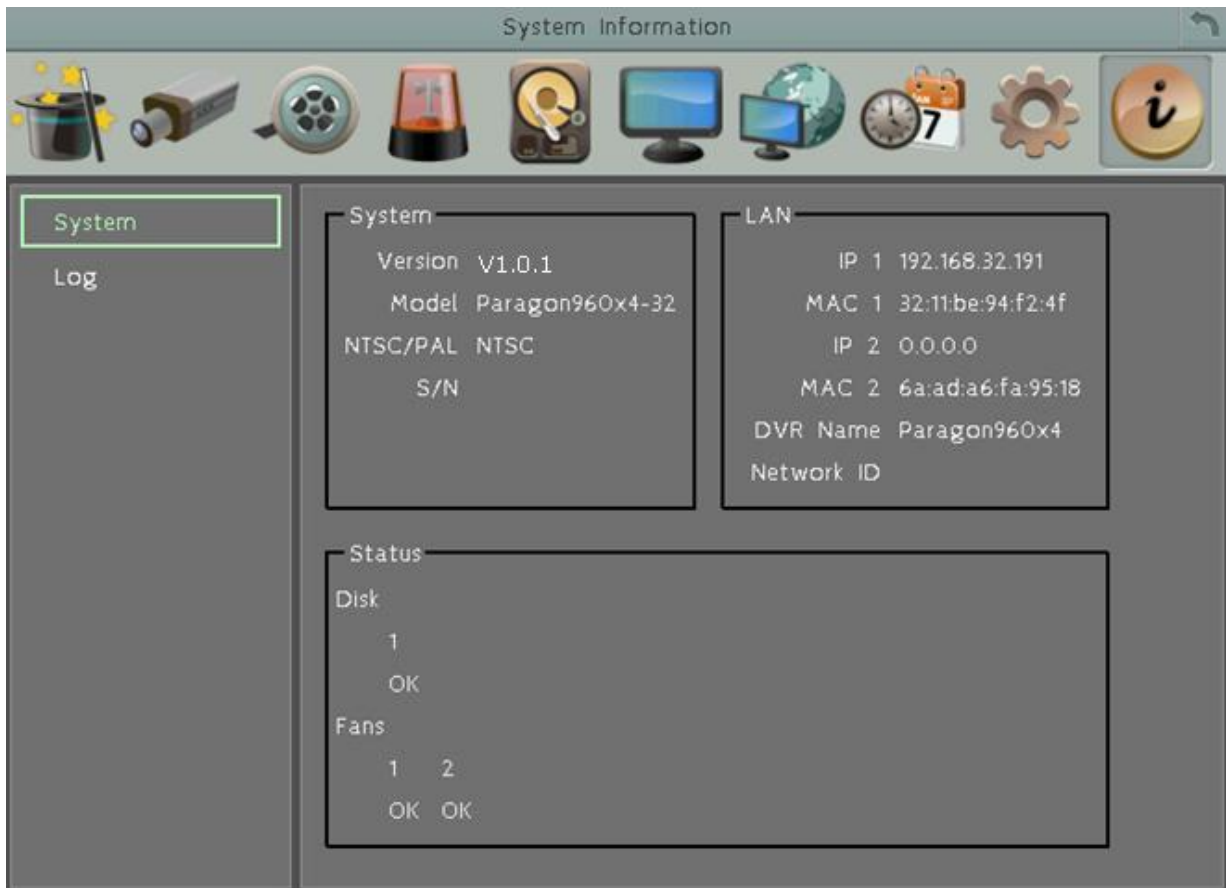 System Information
7
System
Log
System
Version V1.0.1
Model Paragon960x4-32
NTSC/PAL NTSC
S/N
LAN
IP 1 192.168.32.191
MAC 1 32:11:be:94:f2:4f
IP 2 0.0.0.0
MAC 2 6a:ad:a6:fa:95:18
DVR Name Paragon960x4
Network ID
Status
Disk
1
OK
Fans
1 2
OK OK